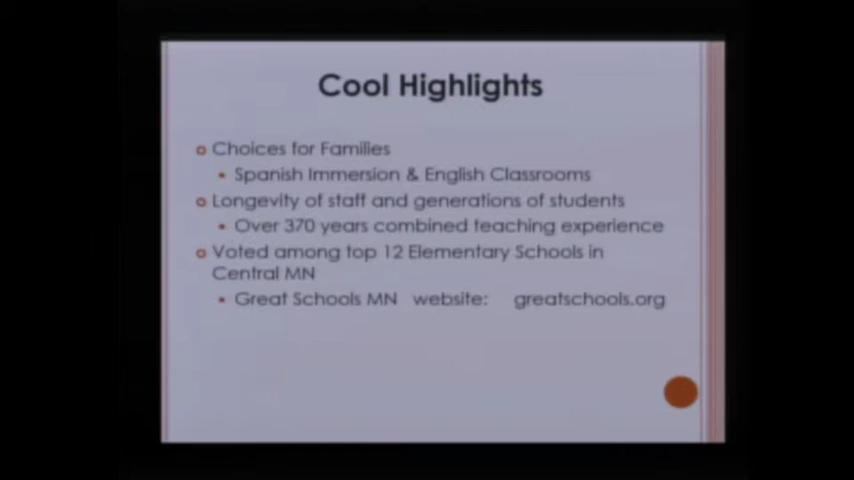 Cool Highlights
Choices for Families
Spanish Immersion & English Classrooms
Longevity of staff and generations of students
Over 370 years combined teaching experience
Voted among top 12 Elementary Schools in
Central MN
Great Schools MN website: greatschools.org